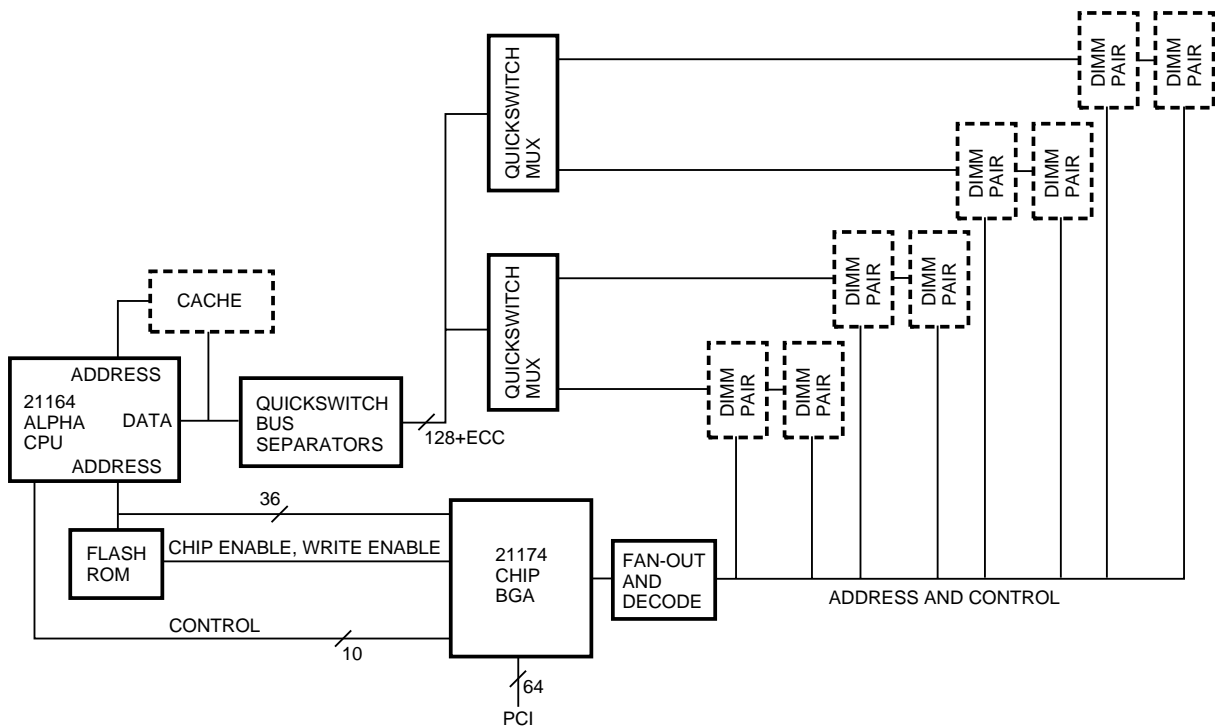 QUICKSWITCH
MUX
DIMM
PAIR
DIMM
PAIR
DIMM
PAIR
DIMM
PAIR
QUICKSWITCH
MUX
DIMM
PAIR
DIMM
PAIR
DIMM
PAIR
DIMM
PAIR
CACHE
ADDRESS
21164
ALPHA
CPU
DATA
ADDRESS
QUICKSWITCH
BUS
SEPARATORS
128+ECC
36
FLASH
ROM
CHIP ENABLE, WRITE ENABLE
CONTROL
10
21174
CHIP
BGA
64
PCI
FAN-OUT
AND
DECODE
ADDRESS AND CONTROL